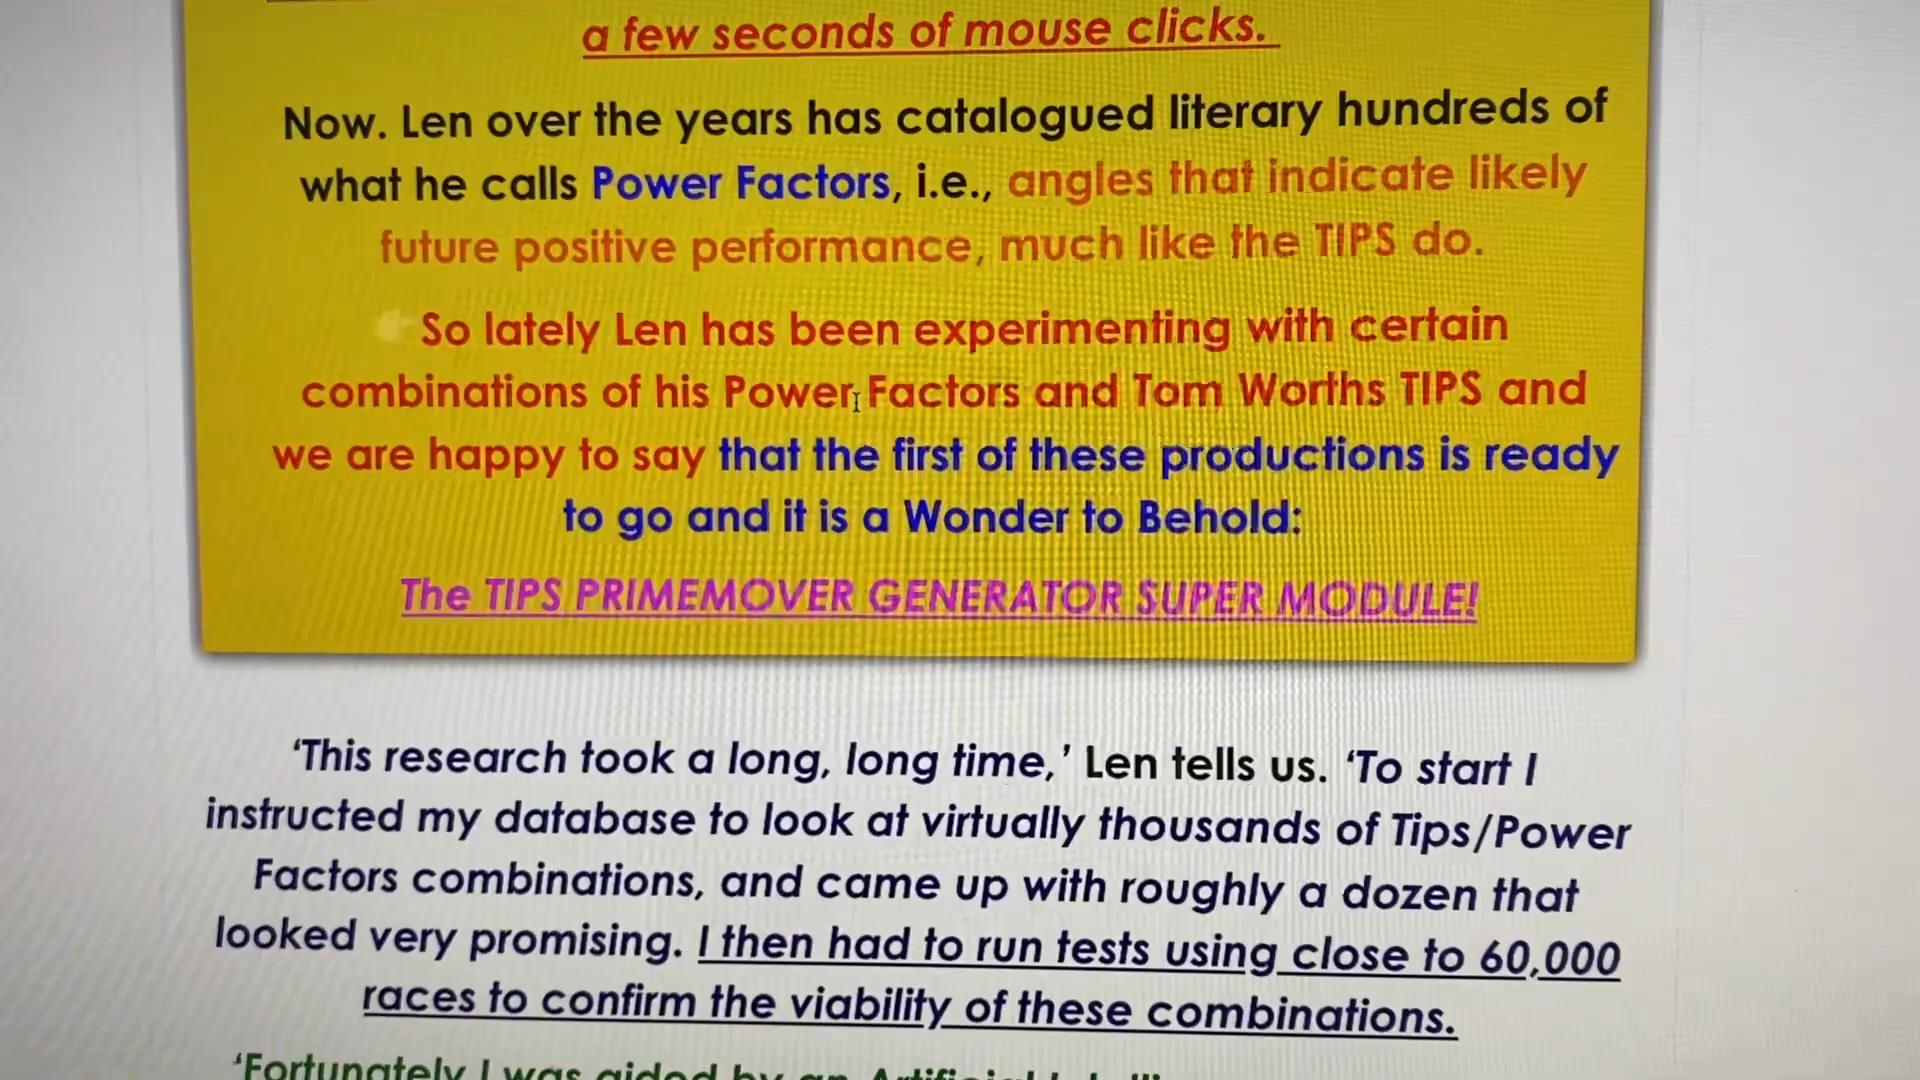 a few seconds of mouse clicks.
Now. Len over the years has catalogued literary hundreds of
what he calls Power Factors, i.e., angles that indicate likely
future positive performance, much like the TIPS do.
So lately Len has been experimenting with certain
combinations of his Power Factors and Tom Worths TIPS and
we are happy to say that the first of these productions is ready
to go and it is a Wonder to Behold:
The TIPS PRIMEMOVER GENERATOR SUPER MODULE!
‘This research took a long, long time,’ Len tells us. ‘To start I
instructed my database to look at virtually thousands of Tips/Power
Factors combinations, and came up with roughly a dozen that
looked very promising. I then had to run tests using close to 60,000
races to confirm the viability of these combinations.
‘Fortunately I was aided by an Artificial